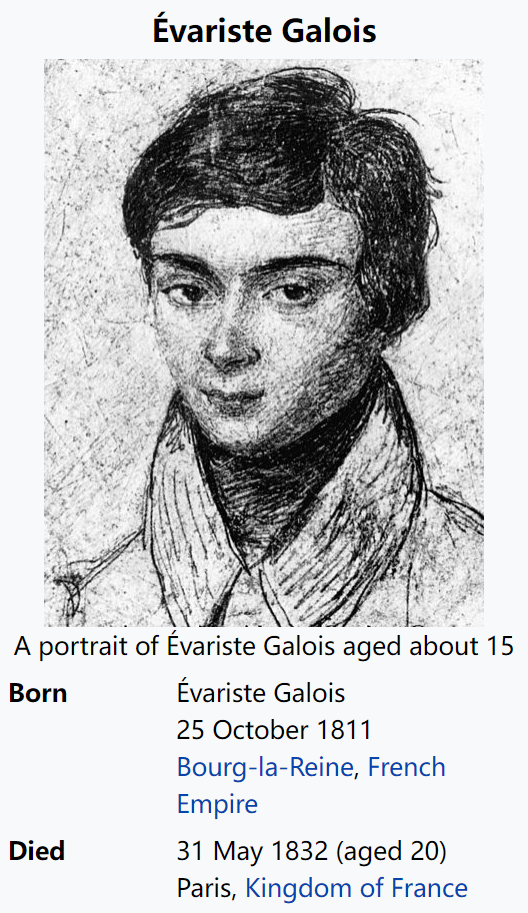 Évariste Galois
A portrait of Évariste Galois aged about 15
Born Évariste Galois
25 October 1811
Bourg-la-Reine, French
Empire
Died 31 May 1832 (aged 20)
Paris, Kingdom of France